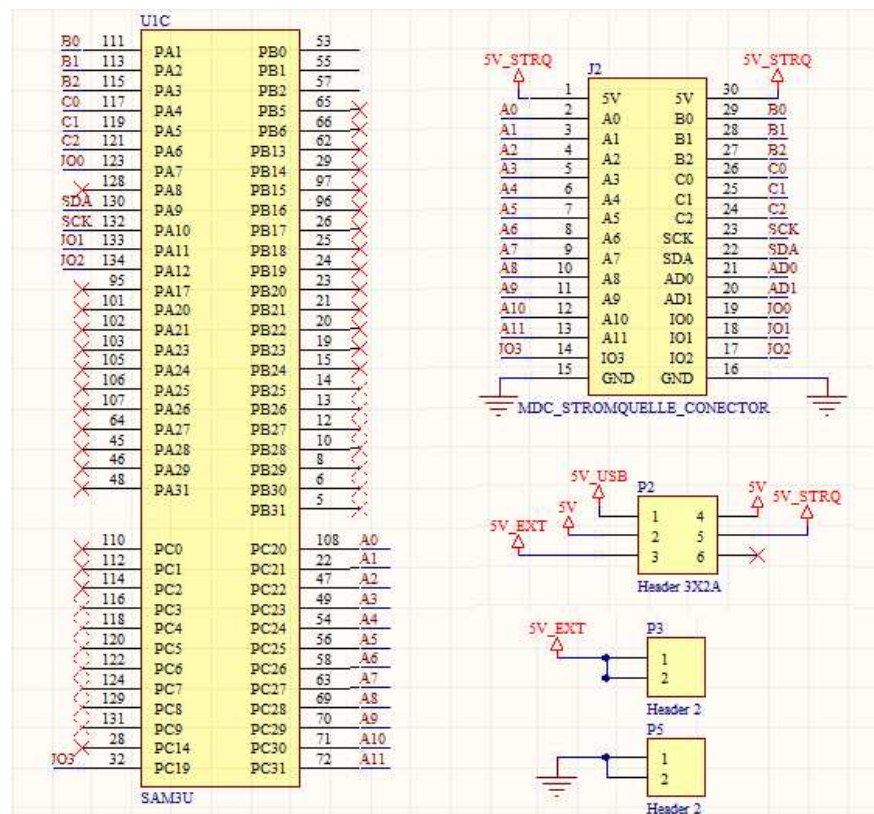 U1C
B0 111 PA1 PB0 53
B1 113 PA2 PB1 55
B2 115 PA3 PB2 57
C0 117 PA4 PB5 65
C1 119 PA5 PB6 66
C2 121 PA6 PB13 62
IO0 123 PA7 PB14 29
128 PA8 PB15 97
SDA 130 PA9 PB16 96
SCK 132 PA10 PB17 26
IO1 133 PA11 PB18 25
IO2 134 PA12 PB19 24
95 PA17 PB20 23
101 PA20 PB21 21
102 PA21 PB22 20
103 PA23 PB23 19
105 PA24 PB24 15
106 PA25 PB25 14
107 PA26 PB26 13
64 PA27 PB27 12
45 PA28 PB28 10
46 PA29 PB29 8
48 PA31 PB30 6
PB31 5
110 PC0 PC20 108 A0
112 PC1 PC21 22 A1
114 PC2 PC22 47 A2
116 PC3 PC23 49 A3
118 PC4 PC24 54 A4
120 PC5 PC25 56 A5
122 PC6 PC26 58 A6
124 PC7 PC27 63 A7
129 PC8 PC28 69 A8
131 PC9 PC29 70 A9
28 PC14 PC30 71 A10
IO3 32 PC19 PC31 72 A11
SAM3U
5V_STRQ J2 5V_STRQ
1 5V 5V 30
A0 2 A0 B0 29 B0
A1 3 A1 B1 28 B1
A2 4 A2 B2 27 B2
A3 5 A3 C0 26 C0
A4 6 A4 C1 25 C1
A5 7 A5 C2 24 C2
A6 8 A6 SCK 23 SCK
A7 9 A7 SDA 22 SDA
A8 10 A8 AD0 21 AD0
A9 11 A9 AD1 20 AD1
A10 12 A10 IO0 19 IO0
A11 13 A11 IO1 18 IO1
IO3 14 IO3 IO2 17 IO2
15 GND GND 16
MDC_STROMQUELLE_CONECTOR
5V_USB P2 5V
5V 5V_STRQ
5V_EXT
1 4
2 5
3 6
Header 3X2A
5V_EXT P3
1
2
Header 2
P5
1
2
Header 2